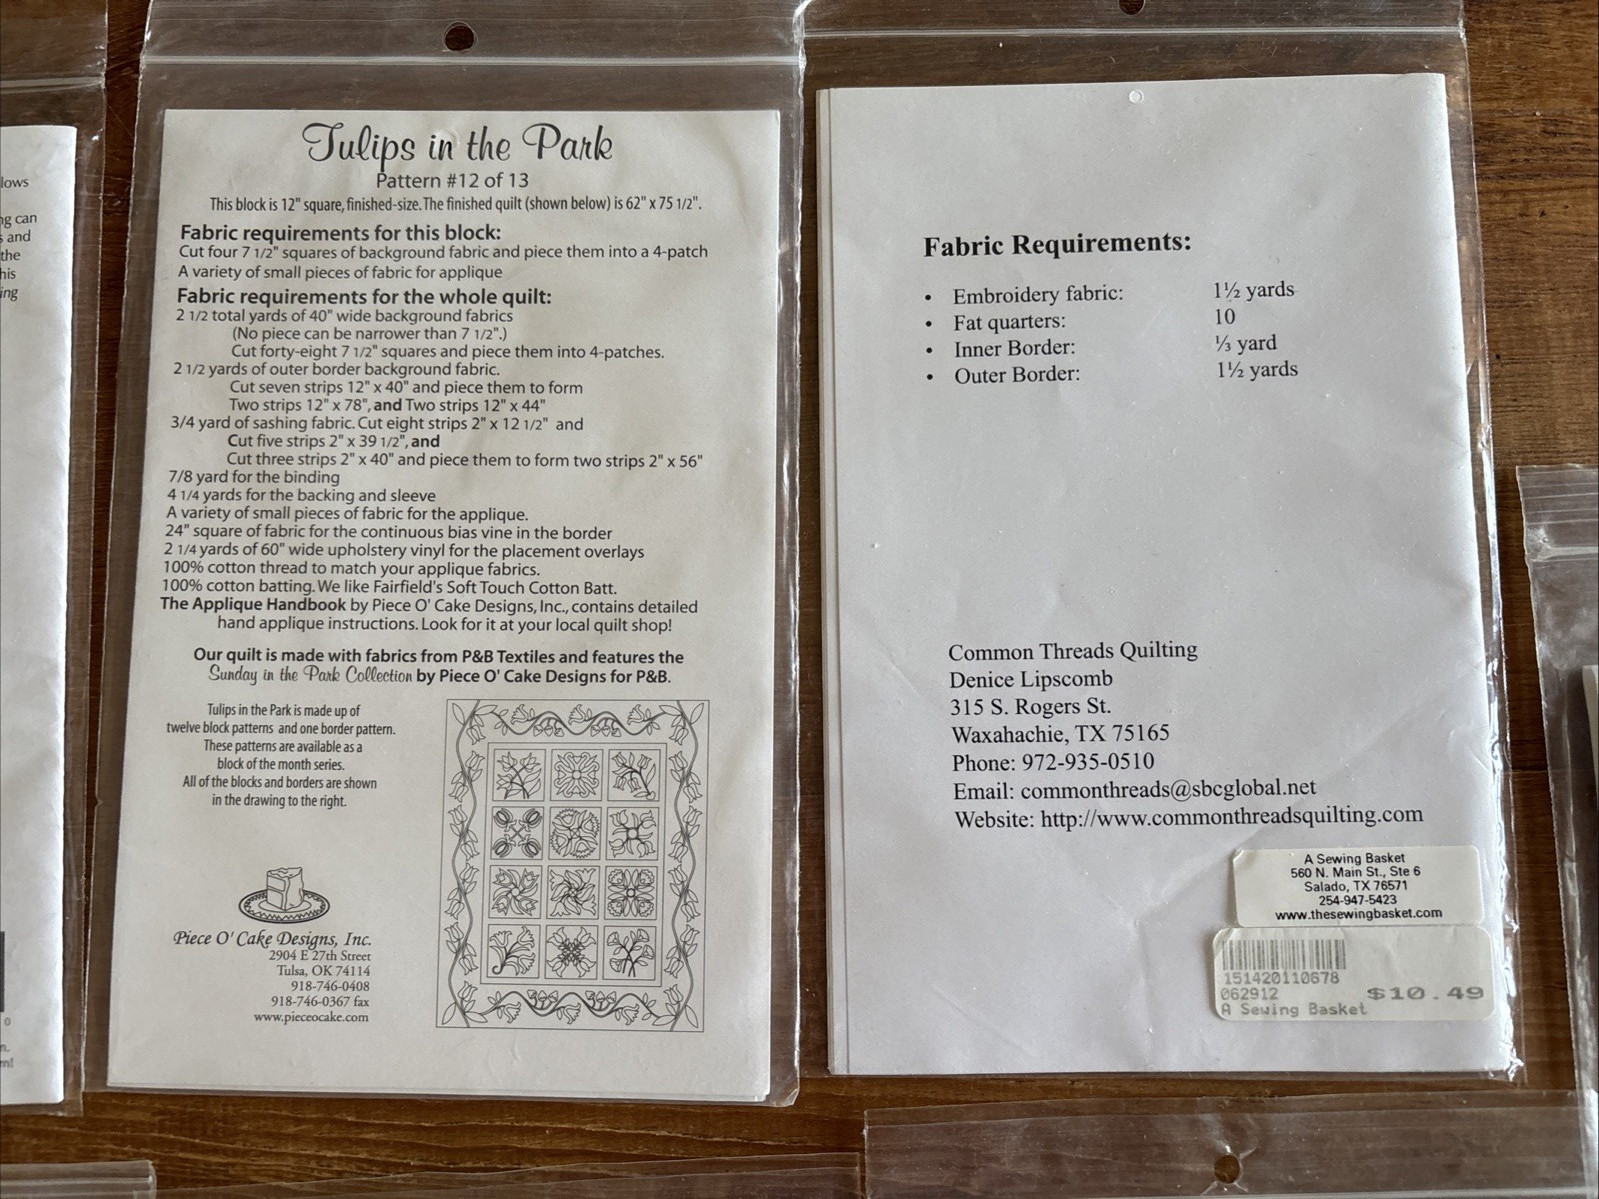 lows
ng can
s and
the
his
ing
0
n.
m!
Tulips in the Park
Pattern #12 of 13
This block is 12" square, finished-size. The finished quilt (shown below) is 62" x 75 1/2".
Fabric requirements for this block:
Cut four 7 1/2" squares of background fabric and piece them into a 4-patch
A variety of small pieces of fabric for applique
Fabric requirements for the whole quilt:
2 1/2 total yards of 40" wide background fabrics
(No piece can be narrower than 7 1/2".)
Cut forty-eight 7 1/2" squares and piece them into 4-patches.
2 1/2 yards of outer border background fabric.
Cut seven strips 12" x 40" and piece them to form
Two strips 12" x 78", and Two strips 12" x 44"
3/4 yard of sashing fabric. Cut eight strips 2" x 12 1/2" and
Cut five strips 2" x 39 1/2", and
Cut three strips 2" x 40" and piece them to form two strips 2" x 56"
7/8 yard for the binding
4 1/4 yards for the backing and sleeve
A variety of small pieces of fabric for the applique.
24" square of fabric for the continuous bias vine in the border
2 1/4 yards of 60" wide upholstery vinyl for the placement overlays
100% cotton thread to match your applique fabrics.
100% cotton batting. We like Fairfield's Soft Touch Cotton Batt.
The Applique Handbook by Piece O' Cake Designs, Inc., contains detailed
hand applique instructions. Look for it at your local quilt shop!
Our quilt is made with fabrics from P&B Textiles and features the
Sunday in the Park Collection by Piece O' Cake Designs for P&B.
Tulips in the Park is made up of
twelve block patterns and one border pattern.
These patterns are available as a
block of the month series.
All of the blocks and borders are shown
in the drawing to the right.
Piece O' Cake Designs, Inc.
2904 E 27th Street
Tulsa, OK 74114
918-746-0408
918-746-0367 fax
www.pieceocake.com
Fabric Requirements:
• Embroidery fabric: 1½ yards
• Fat quarters: 10
• Inner Border: ⅓ yard
• Outer Border: 1½ yards
Common Threads Quilting
Denice Lipscomb
315 S. Rogers St.
Waxahachie, TX 75165
Phone: 972-935-0510
Email: commonthreads@sbcglobal.net
Website: http://www.commonthreadsquilting.com
A Sewing Basket
560 N. Main St., Ste 6
Salado, TX 76571
254-947-5423
www.thesewingbasket.com
151420110678
062912 $10.49
A Sewing Basket